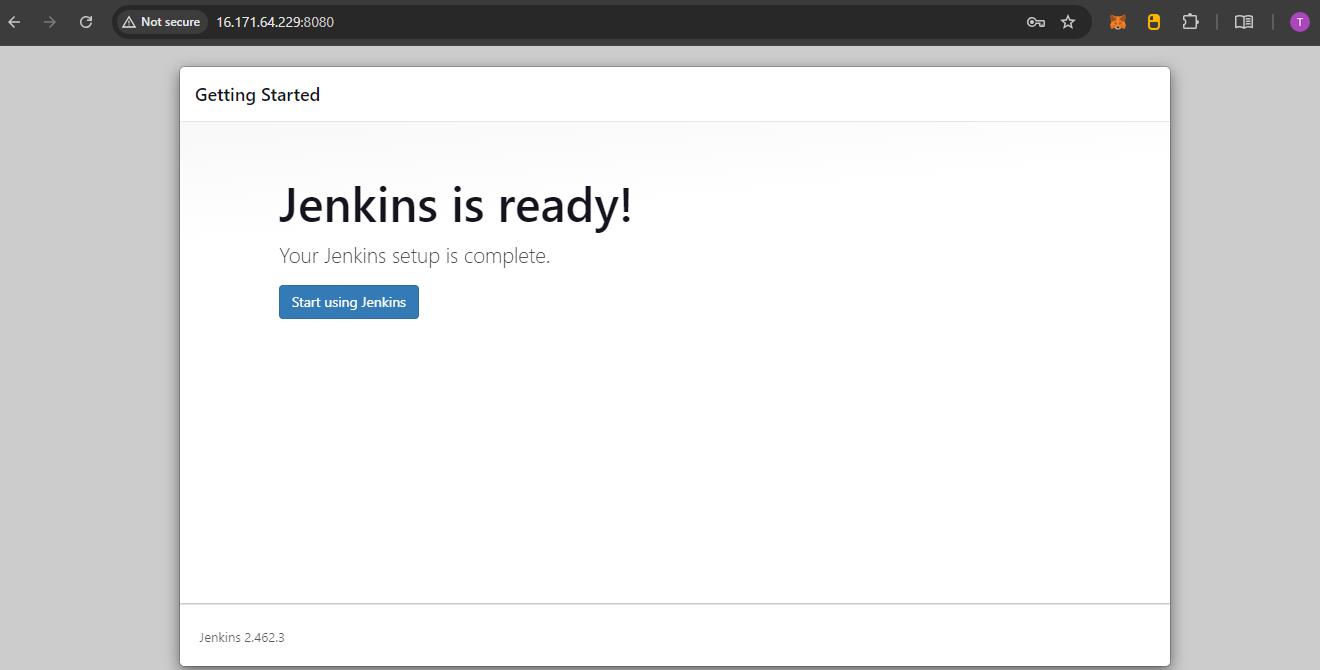 Not secure 16.171.64.229:8080
T
Getting Started
Jenkins is ready!
Your Jenkins setup is complete.
Start using Jenkins
Jenkins 2.462.3